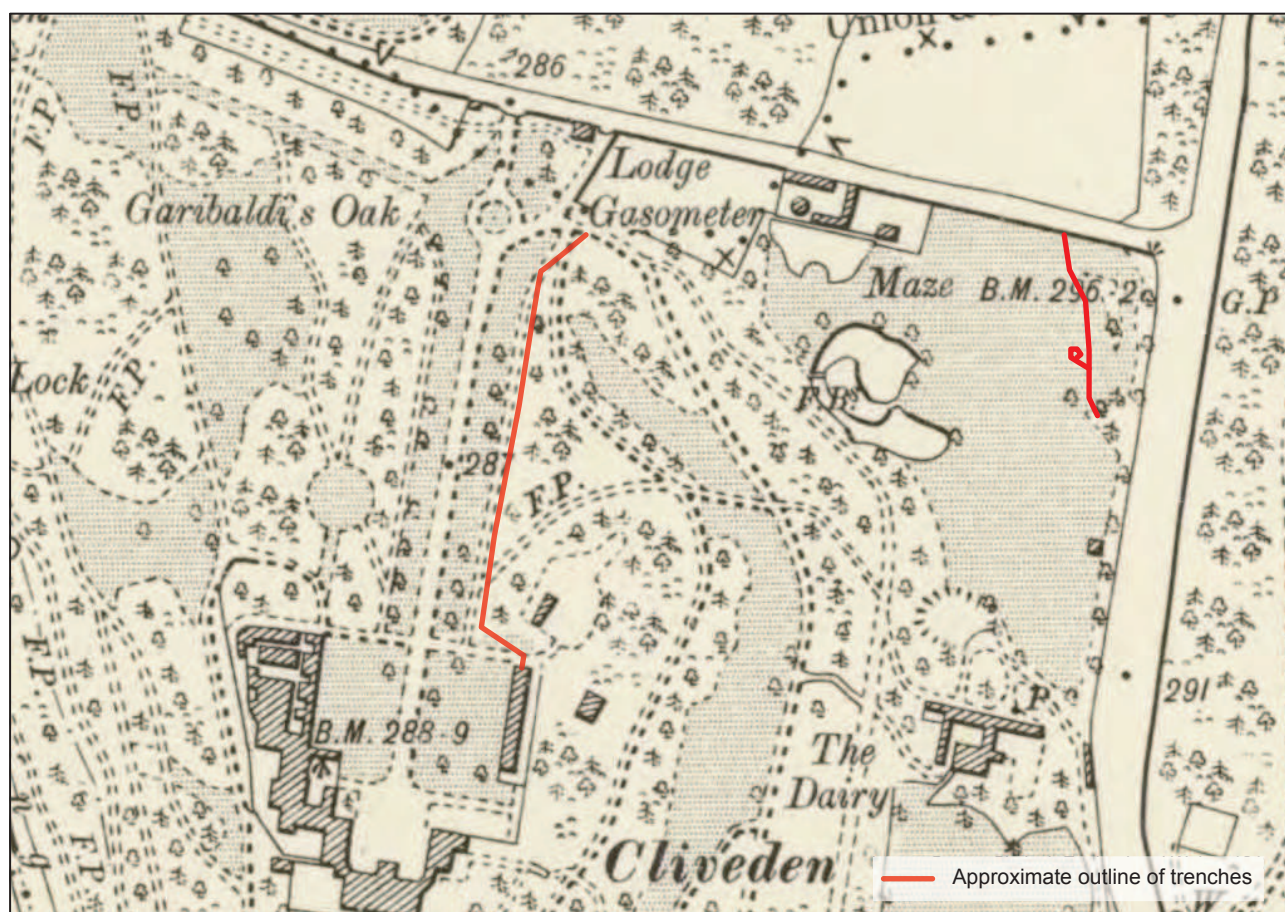 Union
286
F.P.
F.P.
Lodge
Garibaldi's Oak
Gasometer
Maze
B.M. 296.2
G.P
Lock
F.P.
F.B.
287
F.P.
F.P.
291
P
B.M. 288.9
The
Dairy
F.P.
Cliveden
W
Approximate outline of trenches